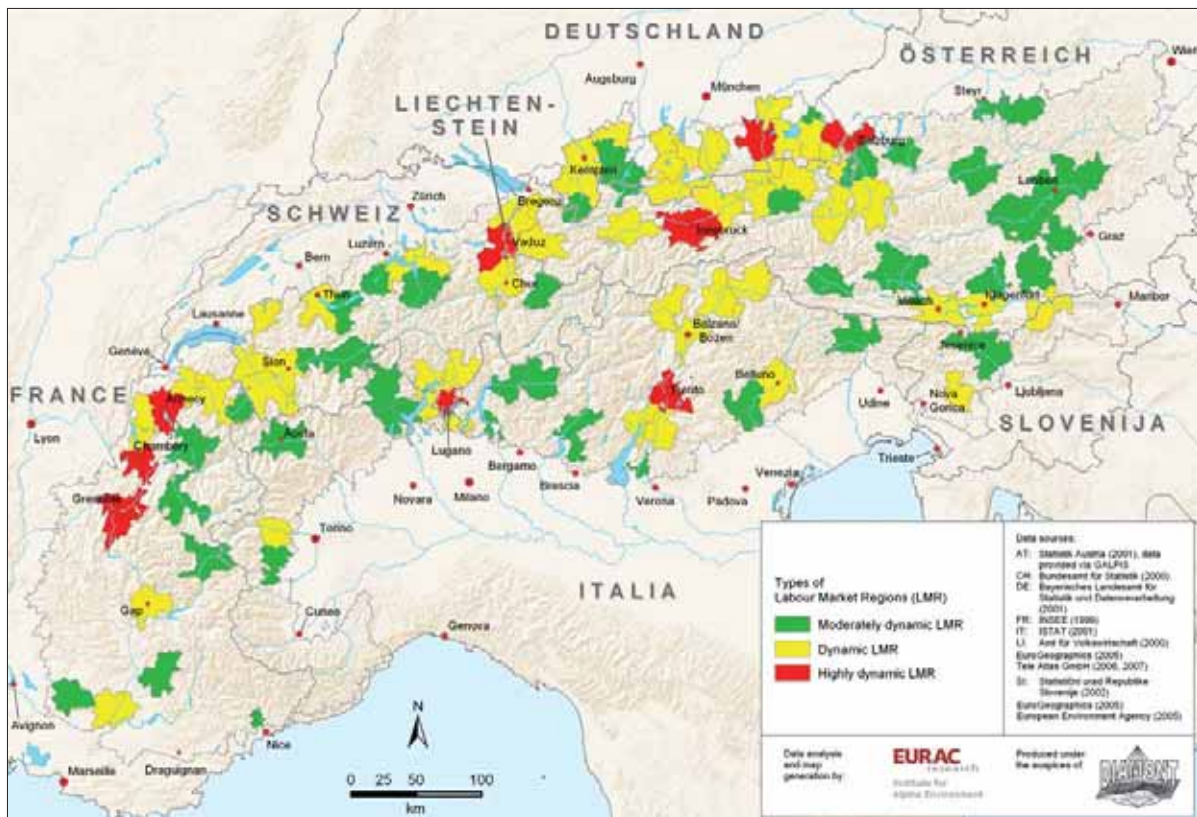 DEUTSCHLAND
ÖSTERREICH
Wien
Augsburg
München
Steyr
LIECHTEN-
STEIN
Salzburg
Kempten
Leoben
Zürich
Bregenz
SCHWEIZ
Innsbruck
Graz
Luzern
Vaduz
Bern
Chur
Thun
Villach
Klagenfurt
Maribor
Lausanne
Bolzano/
Bozen
Jesenice
Genève
Sion
Belluno
Nova
Gorica
Ljubljana
FRANCE
Annecy
Trento
Udine
SLOVENIJA
Lyon
Chambéry
Aosta
Lugano
Trieste
Bergamo
Grenoble
Novara
Milano
Brescia
Verona
Padova
Venezia
Torino
ITALIA
Gap
Cuneo
Genova
Avignon
Nice
Marseille
Draguignan
N
0 50 100
km
Types of
Labour Market Regions (LMR)
Moderately dynamic LMR
Dynamic LMR
Highly dynamic LMR
Data sources:
AT: Statistik Austria (2001), data
provided via GALPIS
CH: Bundesamt für Statistik (2000)
DE: Bayerisches Landesamt für
Statistik und Datenverarbeitung
(2001)
FR: INSEE (1999)
IT: ISTAT (2001)
LI: Amt für Volkswirtschaft (2000)
EuroGeographics (2005)
Tele Atlas GmbH (2006, 2007)
SI: Statistični urad Republike
Slovenije (2002)
EuroGeographics (2005)
European Environment Agency (2005)
Data analysis
and map
generation by:
EURAC
research
Institute for
Alpine Environment
Produced under
the auspices of
DIAMONT